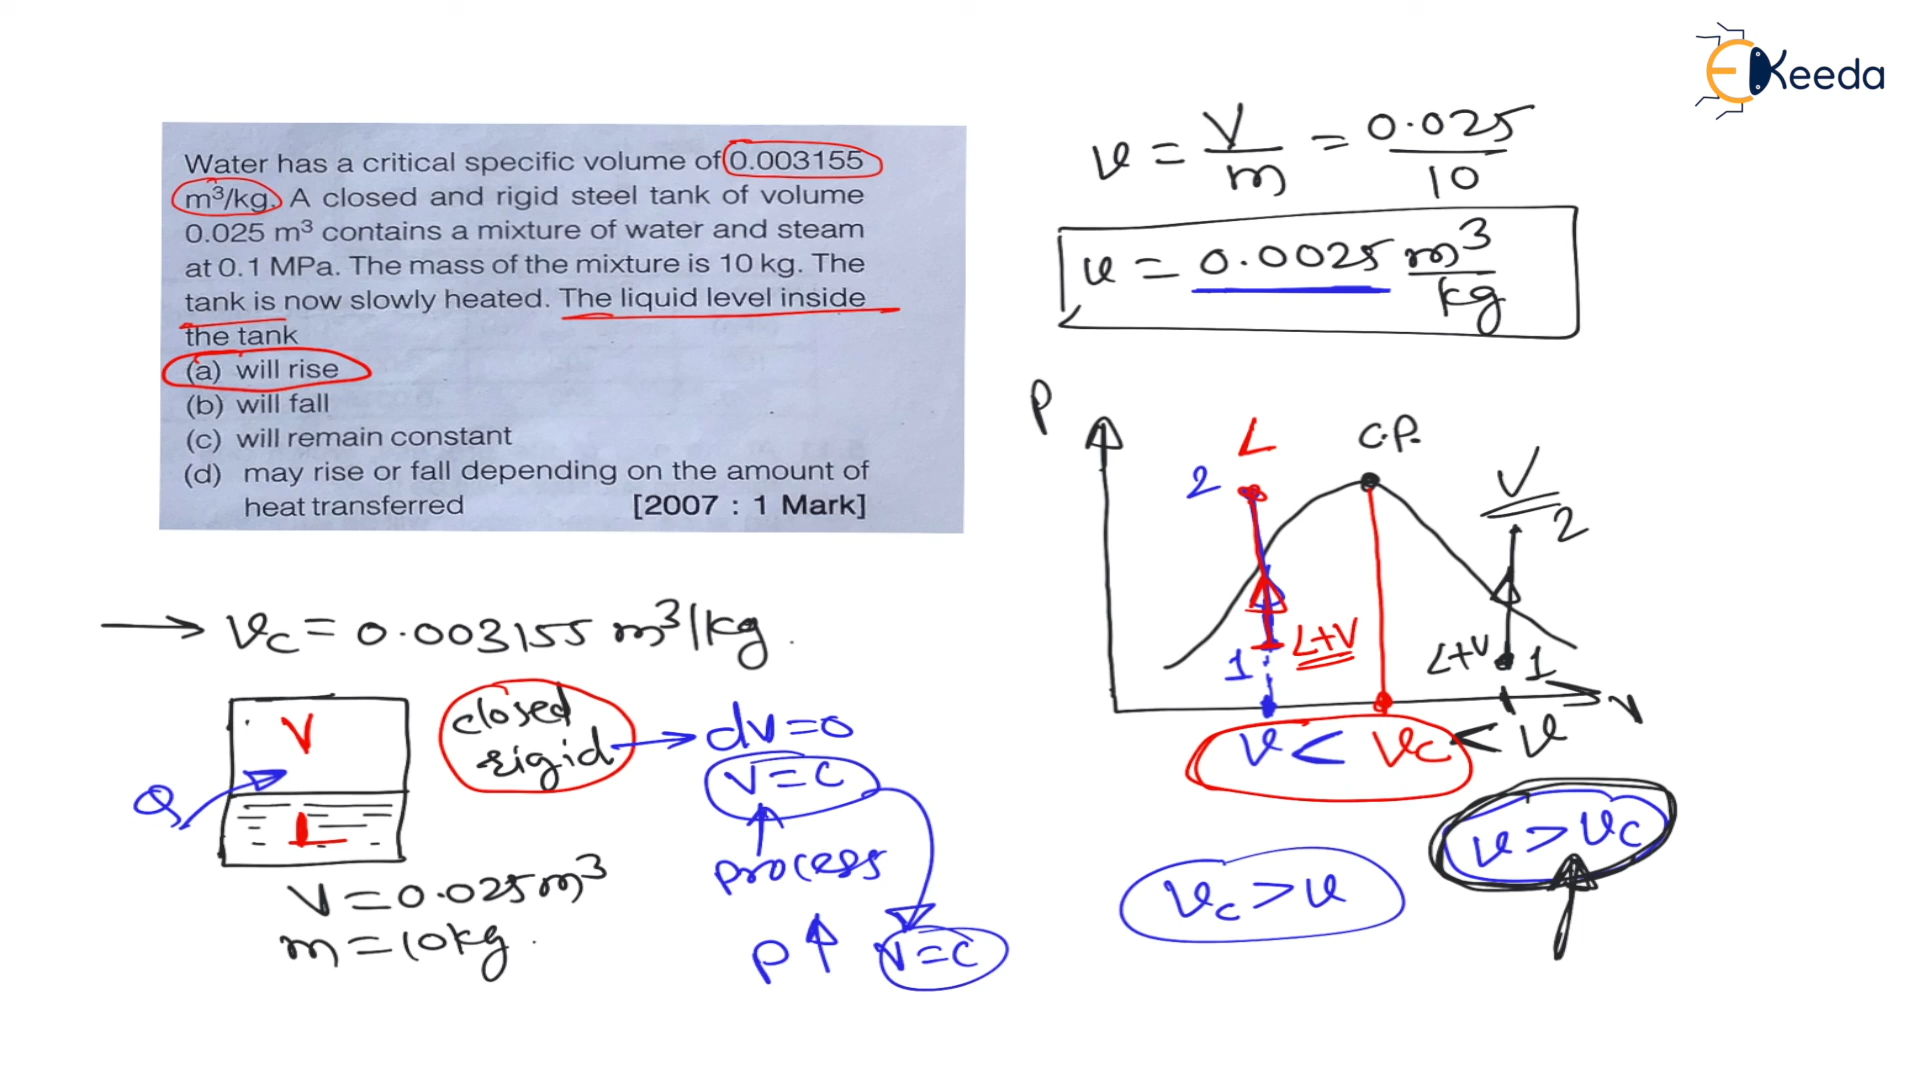 EKeeda
Water has a critical specific volume of 0.003155
m³/kg. A closed and rigid steel tank of volume
0.025 m³ contains a mixture of water and steam
at 0.1 MPa. The mass of the mixture is 10 kg. The
tank is now slowly heated. The liquid level inside
the tank
(a) will rise
(b) will fall
(c) will remain constant
(d) may rise or fall depending on the amount of
heat transferred [2007 : 1 Mark]
v = V/m = 0.025/10
v = 0.0025 m³/kg
P
L
C.P.
2
V
2
L+V
1
L+V
1
v
v < vc < v
v > vc
vc > v
→ vc = 0.003155 m³/kg.
V
Q
L
V = 0.025 m³
m = 10 kg.
closed
rigid → dv = 0
v = c
process
P↑ v = c